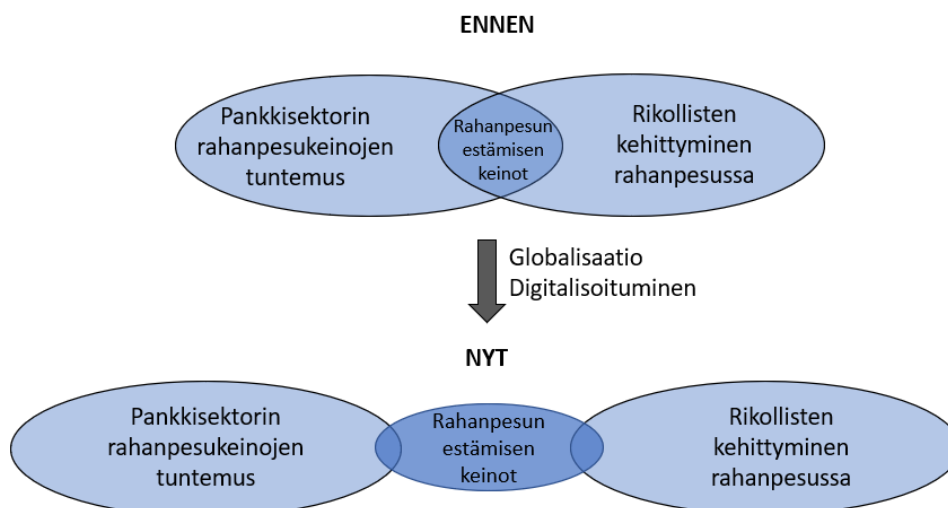 ENNEN
Pankkisektorin
rahanpesukeinojen
tuntemus
Rahanpesun
estämisen
keinot
Rikollisten
kehittyminen
rahanpesussa
Globalisaatio
Digitalisoituminen
NYT
Pankkisektorin
rahanpesukeinojen
tuntemus
Rahanpesun
estämisen
keinot
Rikollisten
kehittyminen
rahanpesussa